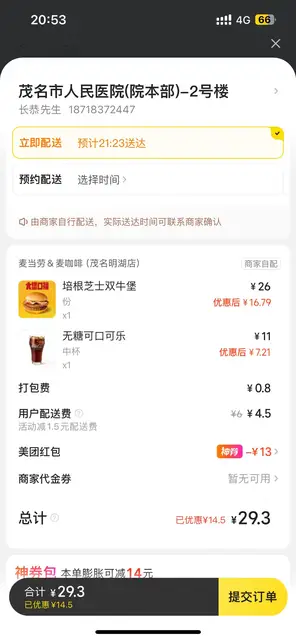 20:53
4G 66
茂名市人民医院(院本部)-2号楼
长恭先生 18718372447
立即配送 预计21:23送达
预约配送 选择时间
由商家自行配送，实际送达时间可联系商家确认
麦当劳&麦咖啡 (茂名明湖店) 商家自配
培根芝士双牛堡 ¥26
份 优惠后 ¥16.79
x1
无糖可口可乐 ¥11
中杯 优惠后 ¥7.21
x1
打包费 ¥0.8
用户配送费 ¥6 ¥4.5
活动减1.5元配送费
美团红包 神券 -¥13
商家代金券 暂无可用
总计 已优惠¥14.5 ¥29.3
神券包 本单膨胀可减14元
合计 ¥29.3
已优惠 ¥14.5
提交订单